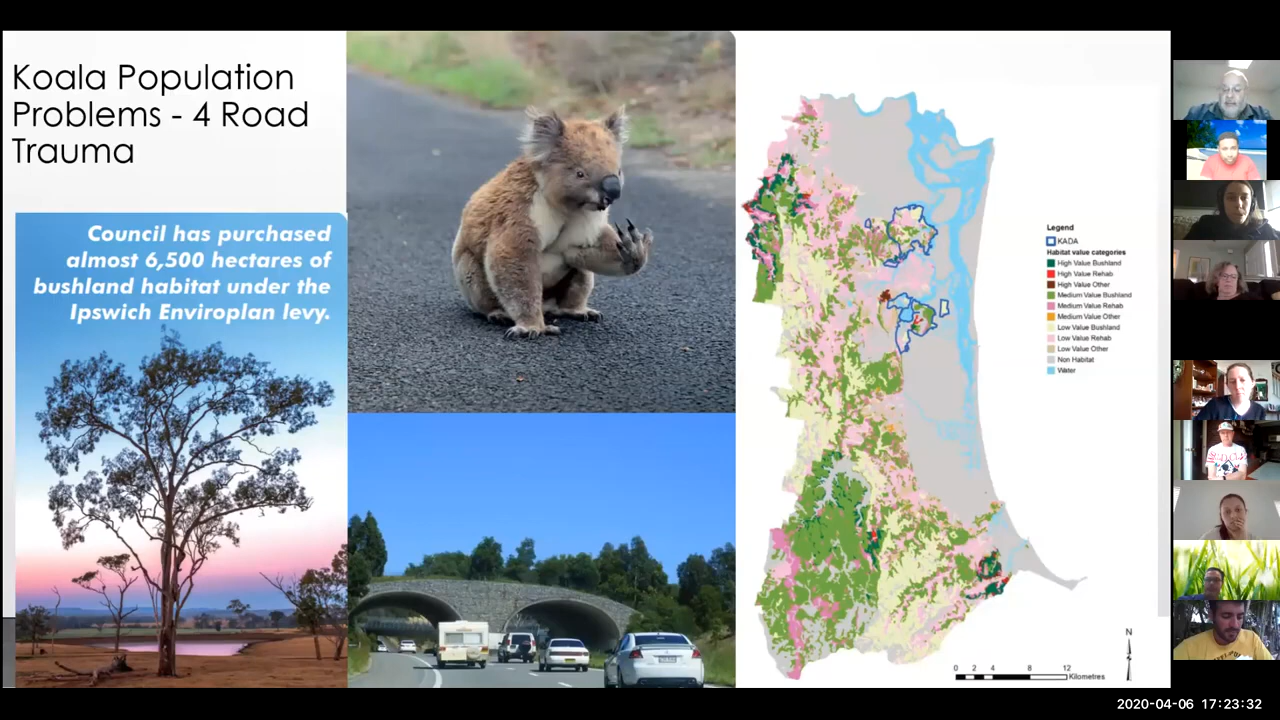 Koala Population
Problems - 4 Road
Trauma
Council has purchased
almost 6,500 hectares of
bushland habitat under the
Ipswich Enviroplan levy.
Legend
KADA
Habitat value categories
High Value Bushland
High Value Rehab
High Value Other
Medium Value Bushland
Medium Value Rehab
Medium Value Other
Low Value Bushland
Low Value Rehab
Low Value Other
Non Habitat
Water
N
0 2 4 8 12
Kilometres
2020-04-06 17:23:32